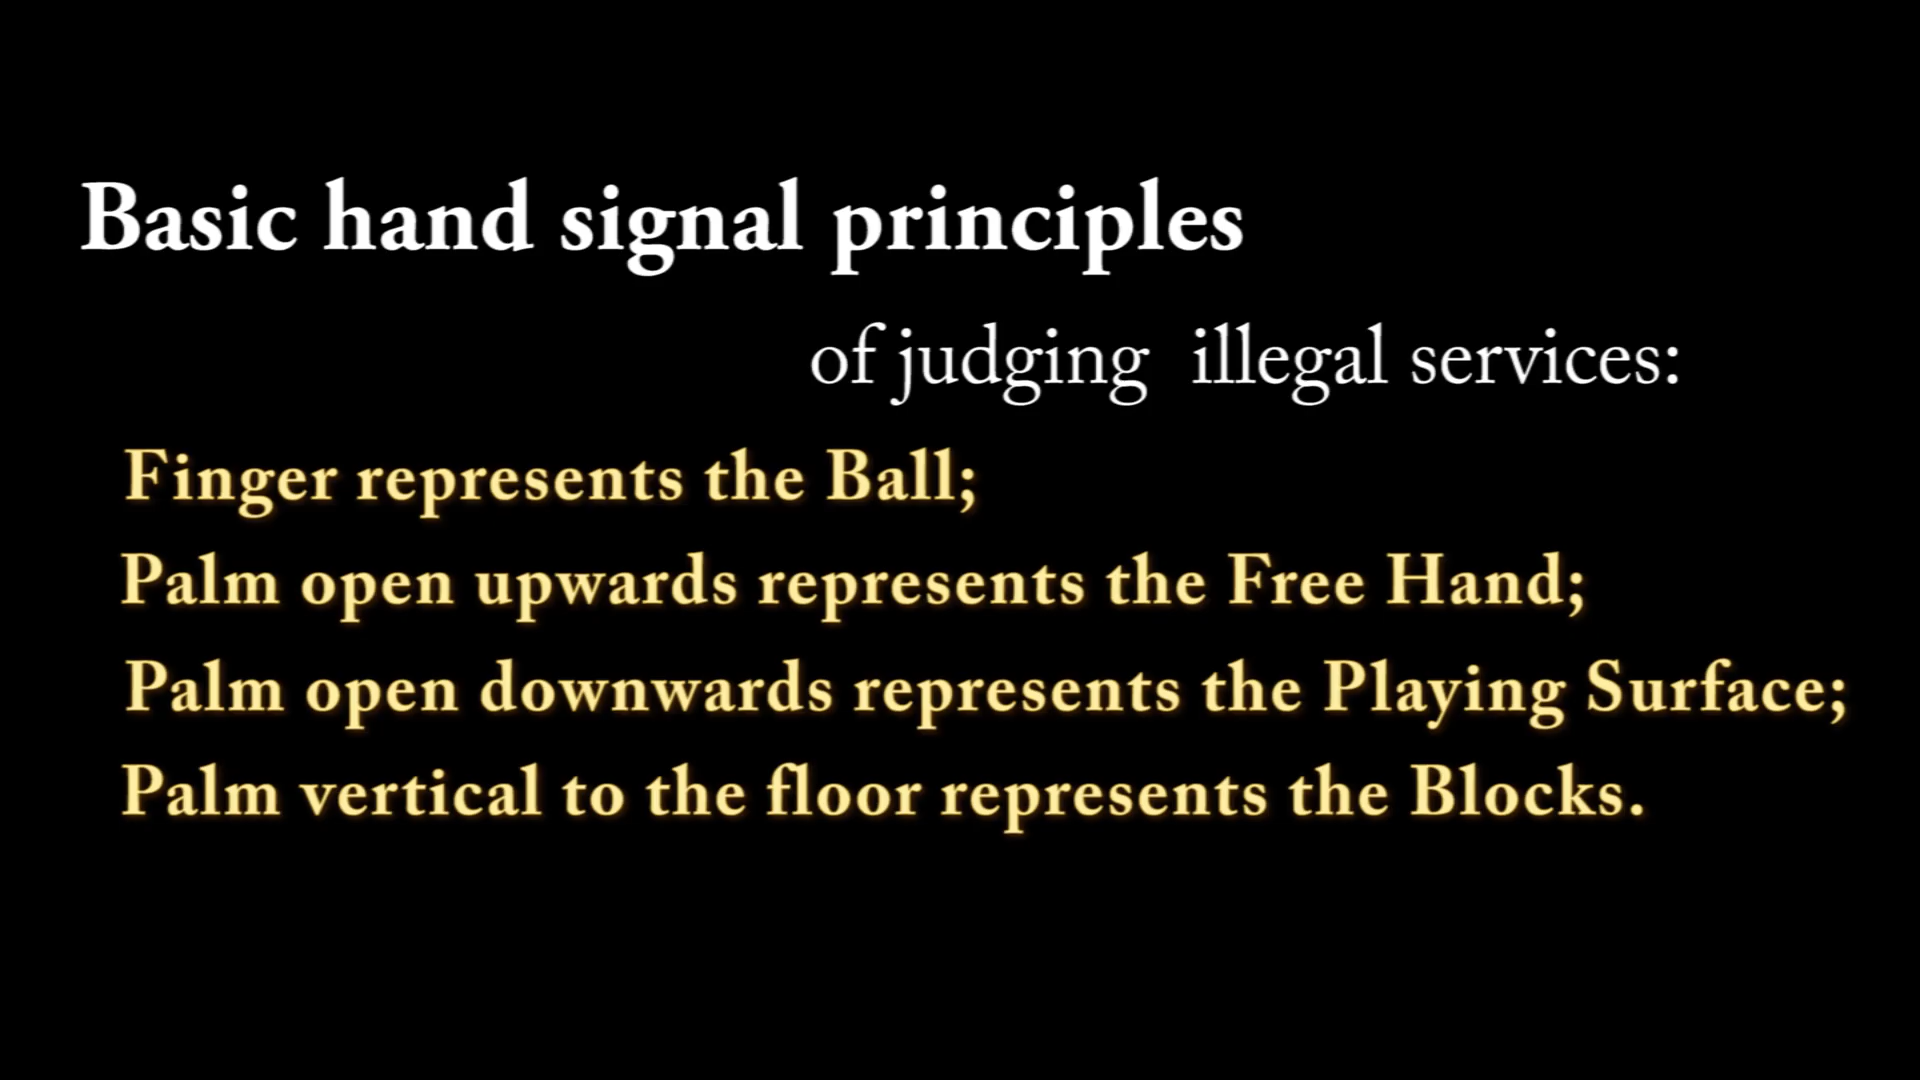 Basic hand signal principles
of judging illegal services:
Finger represents the Ball;
Palm open upwards represents the Free Hand;
Palm open downwards represents the Playing Surface;
Palm vertical to the floor represents the Blocks.